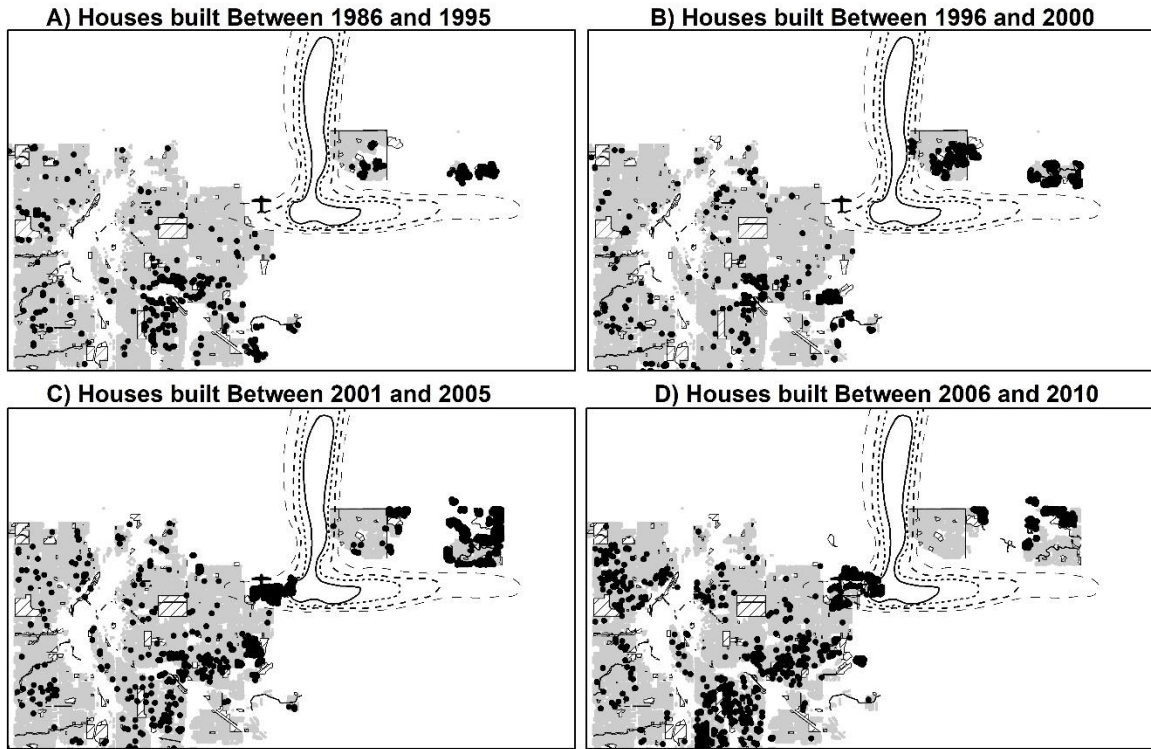 A) Houses built Between 1986 and 1995
B) Houses built Between 1996 and 2000
C) Houses built Between 2001 and 2005
D) Houses built Between 2006 and 2010